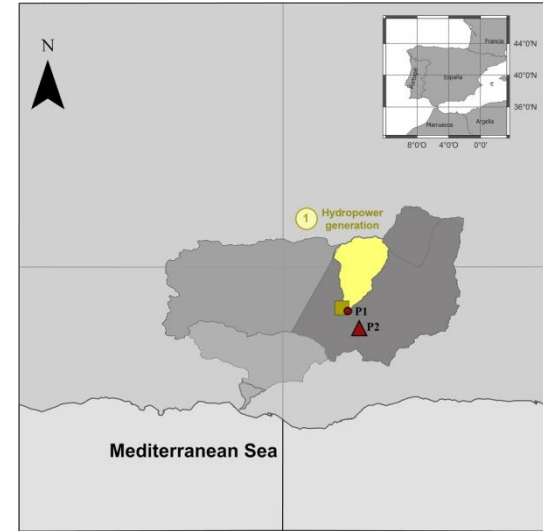 N
Francia
Portugal
España
Marruecos
Argelia
44°0'N
40°0'N
36°0'N
8°0'O 4°0'O 0°0'
1
Hydropower
generation
P1
P2
Mediterranean Sea